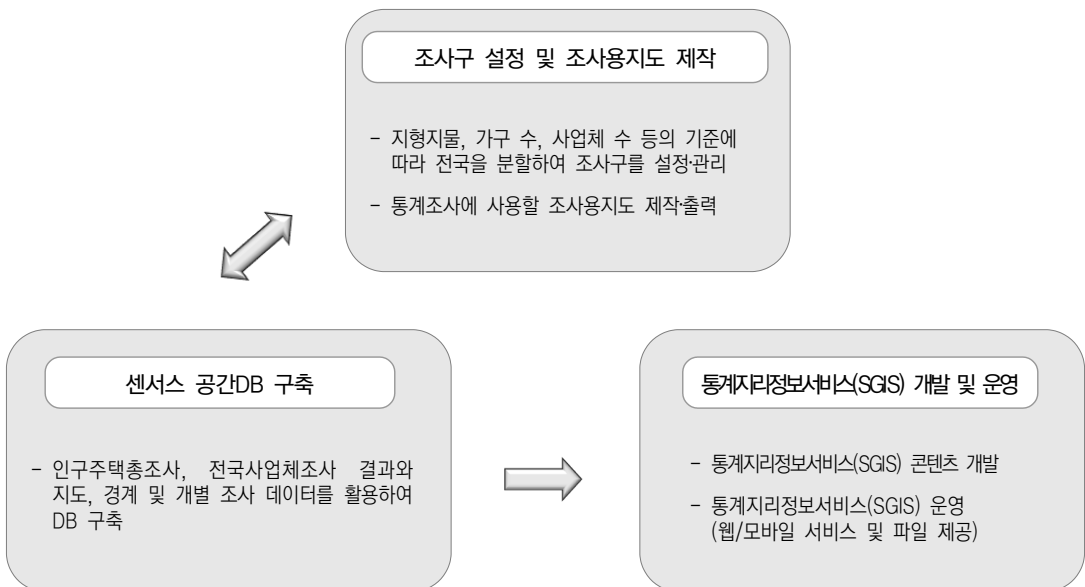 조사구 설정 및 조사용지도 제작
- 지형지물, 가구 수, 사업체 수 등의 기준에
따라 전국을 분할하여 조사구를 설정·관리
- 통계조사에 사용할 조사용지도 제작·출력
센서스 공간DB 구축
- 인구주택총조사, 전국사업체조사 결과와
지도, 경계 및 개별 조사 데이터를 활용하여
DB 구축
통계지리정보서비스(SGIS) 개발 및 운영
- 통계지리정보서비스(SGIS) 콘텐츠 개발
- 통계지리정보서비스(SGIS) 운영
(웹/모바일 서비스 및 파일 제공)